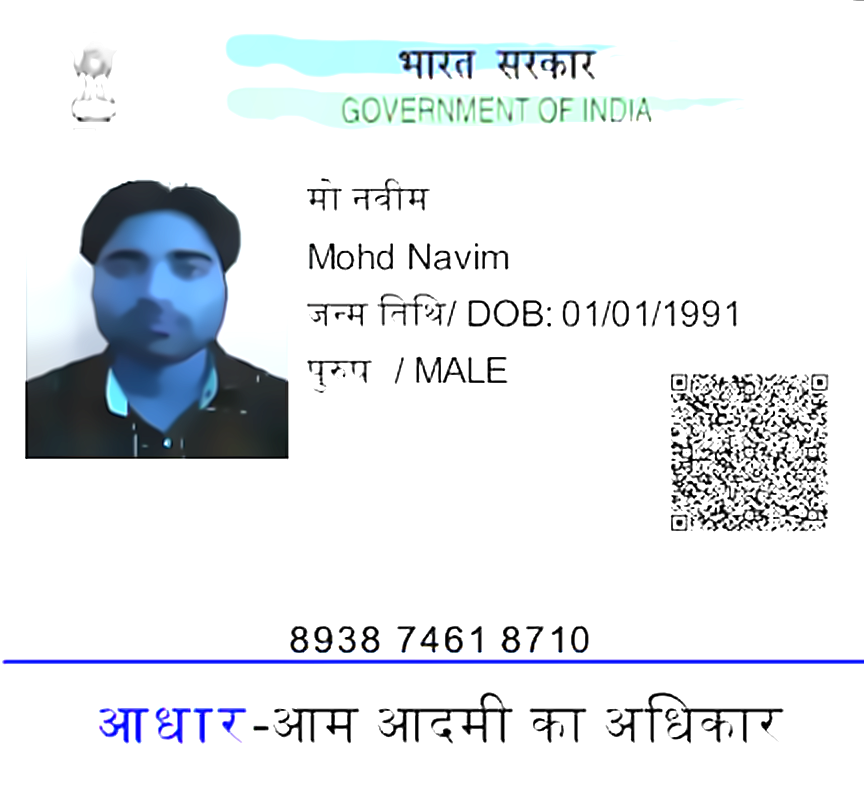 भारत सरकार
GOVERNMENT OF INDIA
मो नवीम
Mohd Navim
जन्म तिथि/ DOB: 01/01/1991
पुरुष / MALE
8938 7461 8710
आधार-आम आदमी का अधिकार